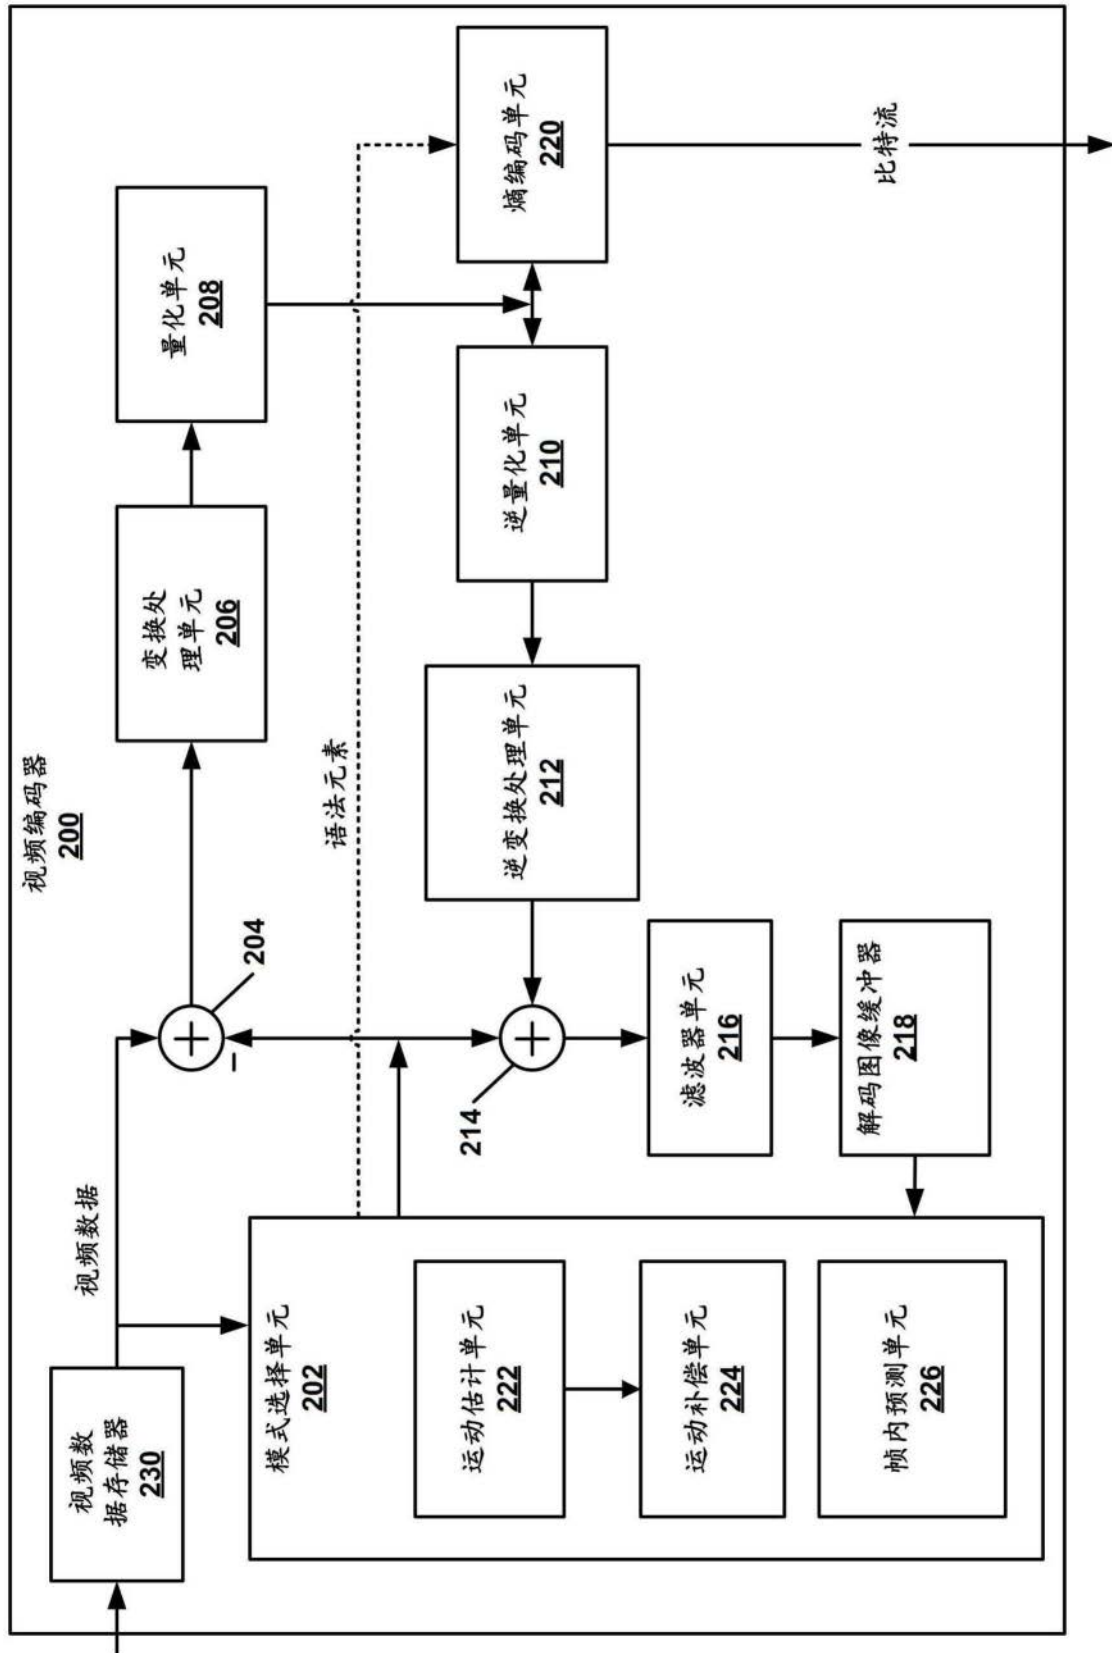 视频编码器
200
视频数
据存储器
230
视频数据
204
−
变换处
理单元
206
量化单元
208
语法元素
模式选择单元
202
运动估计单元
222
运动补偿单元
224
帧内预测单元
226
214
逆变换处理单元
212
逆量化单元
210
熵编码单元
220
比特流
滤波器单元
216
解码图像缓冲器
218